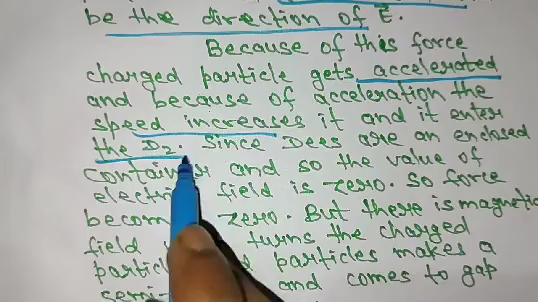 be the direction of E⃗.
Because of this force
charged particle gets accelerated
and because of acceleration the
speed increases it and it enter
the D₂. Since Dees are an enclosed
and so the value of
field is zero. so force
zero. But there is magnetic
field turns the charged
particles makes a
and comes to gap